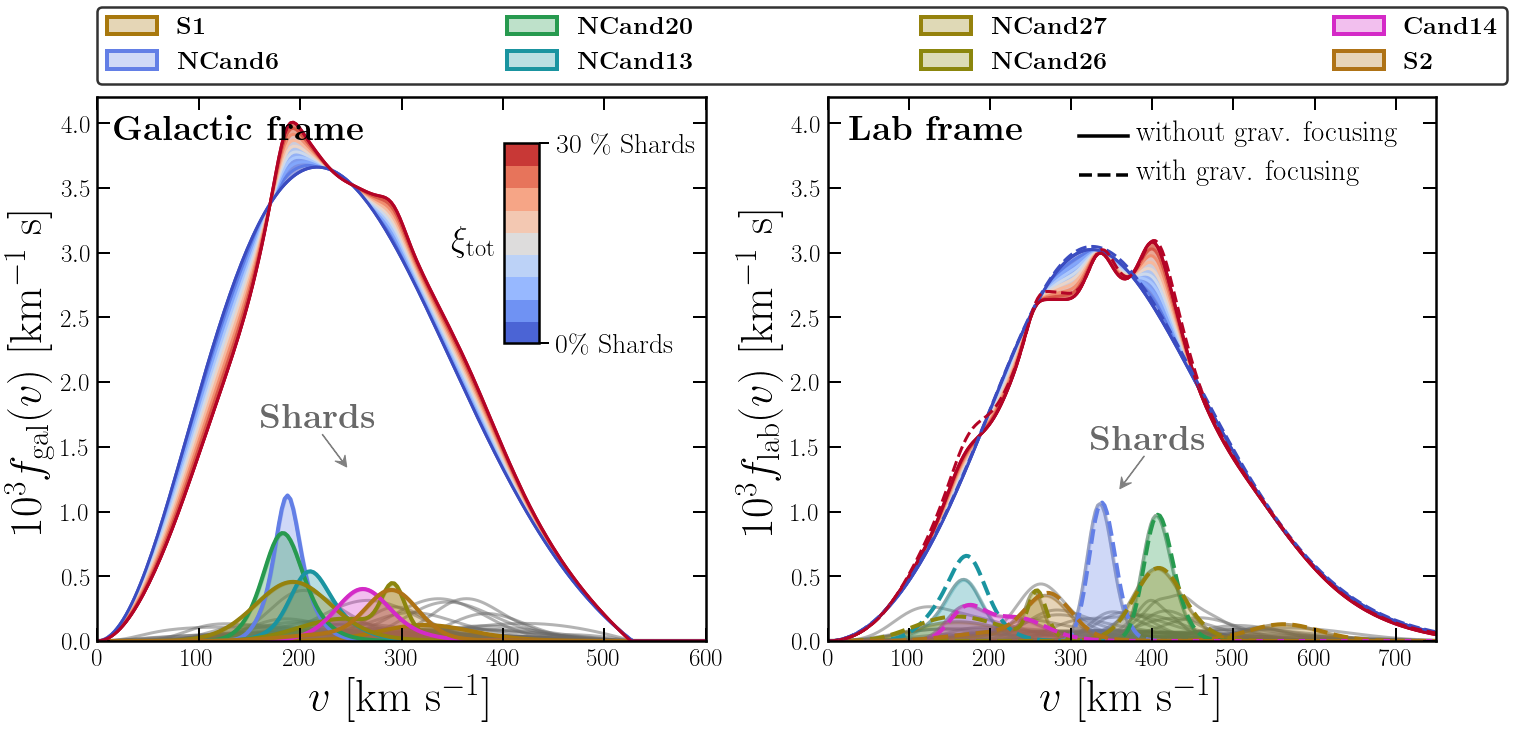 S1 NCand20 NCand27 Cand14
NCand6 NCand13 NCand26 S2
Galactic frame
30 % Shards
ξtot
0% Shards
Shards
10³ f_gal(v) [km⁻¹ s]
4.0
3.5
3.0
2.5
2.0
1.5
1.0
0.5
0.0
0 100 200 300 400 500 600
v [km s⁻¹]
Lab frame
without grav. focusing
with grav. focusing
Shards
10³ f_lab(v) [km⁻¹ s]
4.0
3.5
3.0
2.5
2.0
1.5
1.0
0.5
0.0
0 100 200 300 400 500 600 700
v [km s⁻¹]